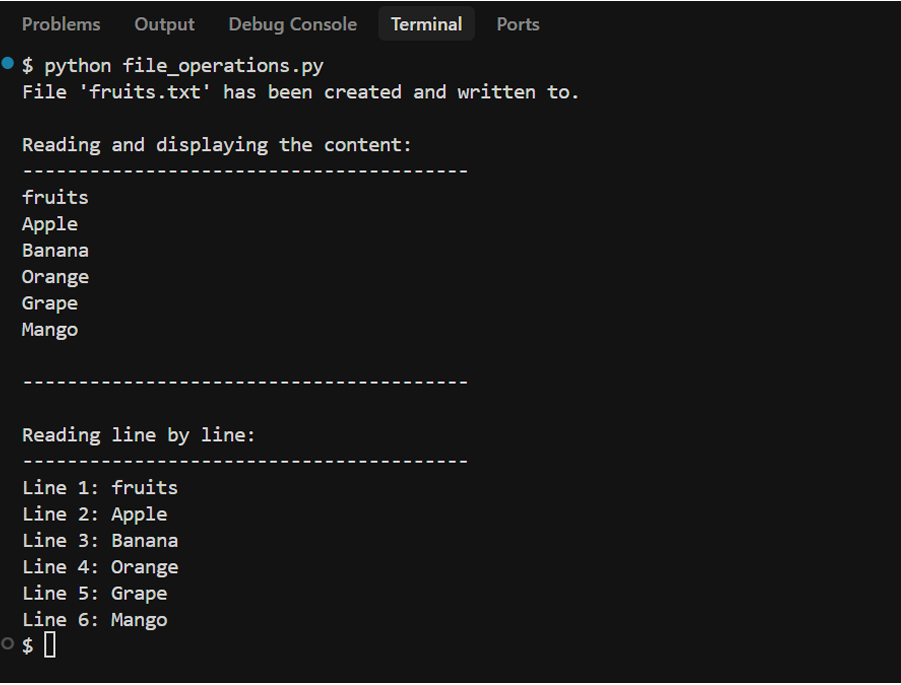 Problems Output Debug Console Terminal Ports
$ python file_operations.py
File 'fruits.txt' has been created and written to.
Reading and displaying the content:
----------------------------------------
fruits
Apple
Banana
Orange
Grape
Mango
----------------------------------------
Reading line by line:
----------------------------------------
Line 1: fruits
Line 2: Apple
Line 3: Banana
Line 4: Orange
Line 5: Grape
Line 6: Mango
$